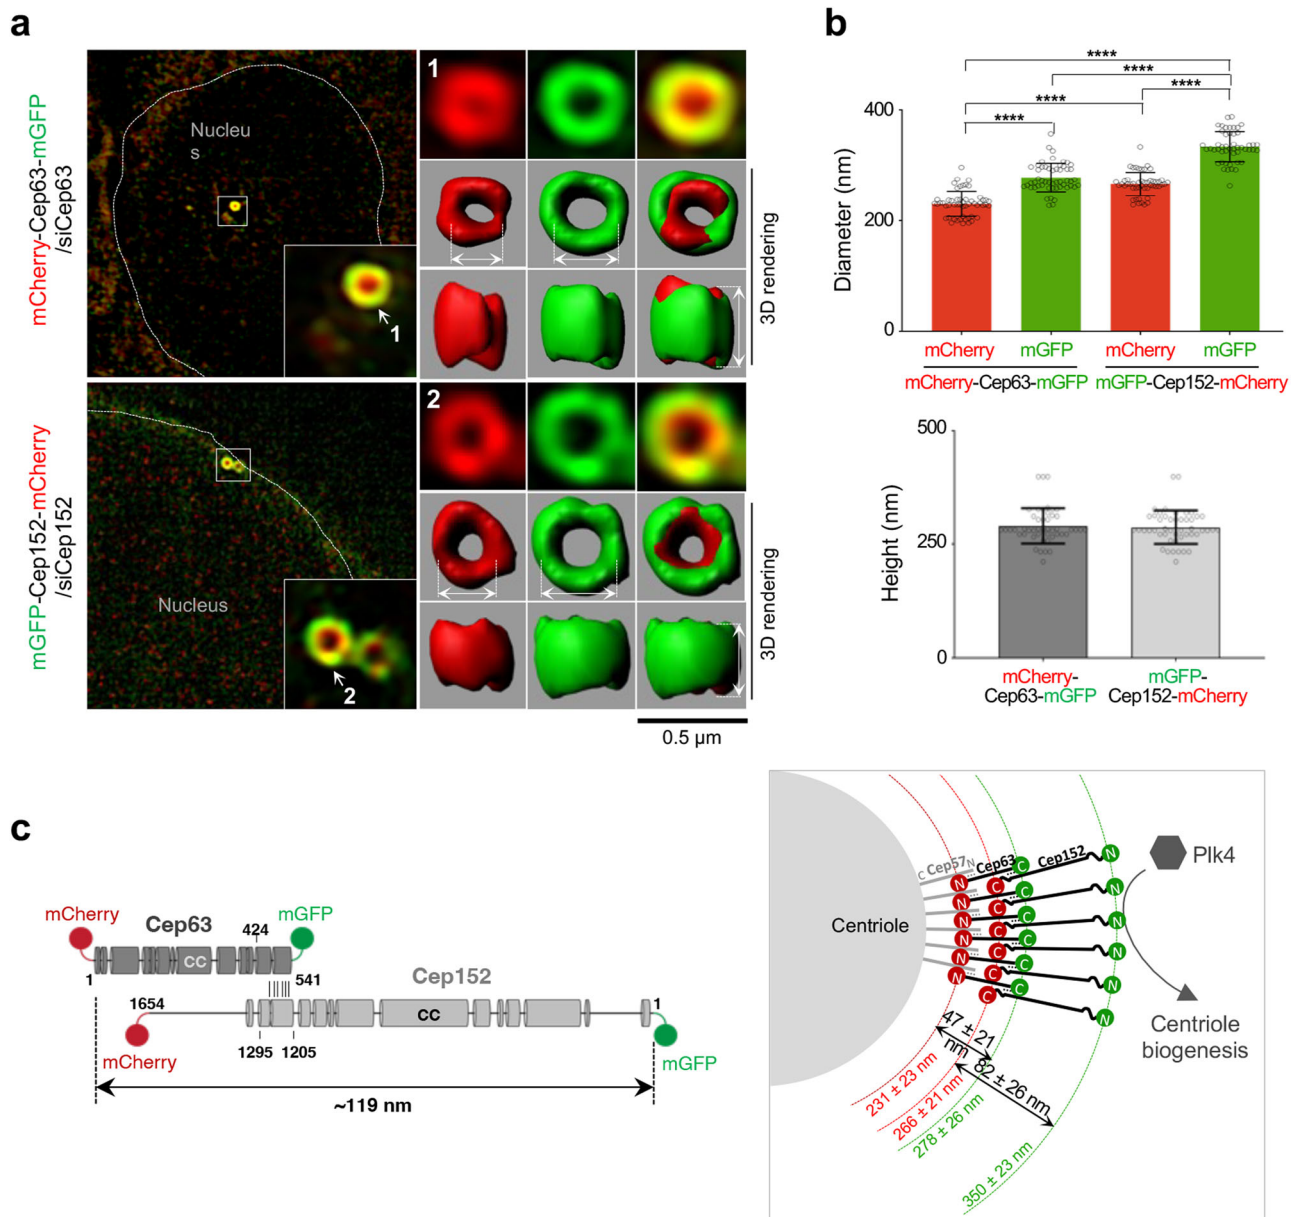 a
mCherry-Cep63-mGFP
/siCep63
Nucleu
s
1
1
3D rendering
mGFP-Cep152-mCherry
/siCep152
Nucleus
2
2
3D rendering
0.5 µm
b
****
****
****
****
****
Diameter (nm)
400
200
0
mCherry
mGFP
mCherry
mGFP
mCherry-Cep63-mGFP
mGFP-Cep152-mCherry
Height (nm)
500
250
0
mCherry-
Cep63-mGFP
mGFP-
Cep152-mCherry
c
mCherry
Cep63
mGFP
424
CC
1
541
Cep152
1654
1
CC
mCherry
1295
1205
mGFP
~119 nm
Centriole
C Cep57 N
Cep63
Cep152
N
N
N
N
N
N
C
C
C
C
C
C
C
C
C
C
C
C
N
N
N
N
N
N
Plk4
Centriole
biogenesis
47 ± 21
nm
82 ± 26 nm
231 ± 23 nm
266 ± 21 nm
278 ± 26 nm
350 ± 23 nm